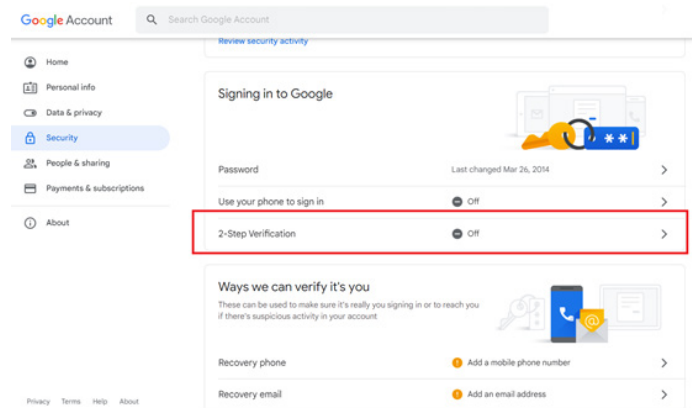 Google Account
Search Google Account
Home
Personal info
Data & privacy
Security
People & sharing
Payments & subscriptions
About
Privacy Terms Help About
Review security activity
Signing in to Google
**
Password Last changed Mar 26, 2014
Use your phone to sign in Off
2-Step Verification Off
Ways we can verify it's you
These can be used to make sure it's really you signing in or to reach you
if there's suspicious activity in your account
@
Recovery phone ! Add a mobile phone number
Recovery email ! Add an email address